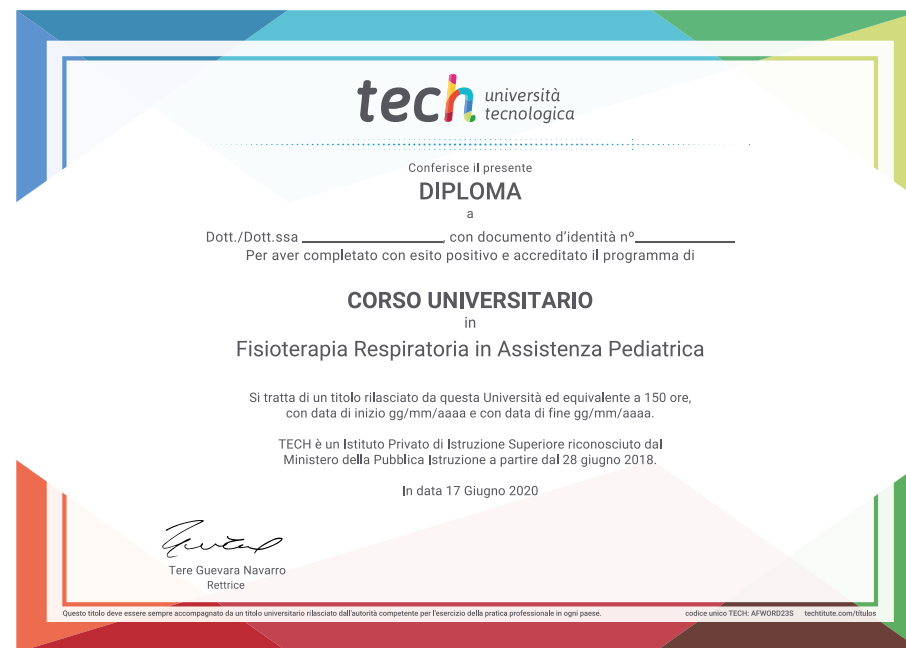 tech università
tecnologica
Conferisce il presente
DIPLOMA
a
Dott./Dott.ssa ____________________, con documento d'identità nº______________
Per aver completato con esito positivo e accreditato il programma di
CORSO UNIVERSITARIO
in
Fisioterapia Respiratoria in Assistenza Pediatrica
Si tratta di un titolo rilasciato da questa Università ed equivalente a 150 ore,
con data di inizio gg/mm/aaaa e con data di fine gg/mm/aaaa.
TECH è un Istituto Privato di Istruzione Superiore riconosciuto dal
Ministero della Pubblica Istruzione a partire dal 28 giugno 2018.
In data 17 Giugno 2020
Tere Guevara Navarro
Rettrice
Questo titolo deve essere sempre accompagnato da un titolo universitario rilasciato dall'autorità competente per l'esercizio della pratica professionale in ogni paese. codice unico TECH: AFWORD23S techtitute.com/títulos